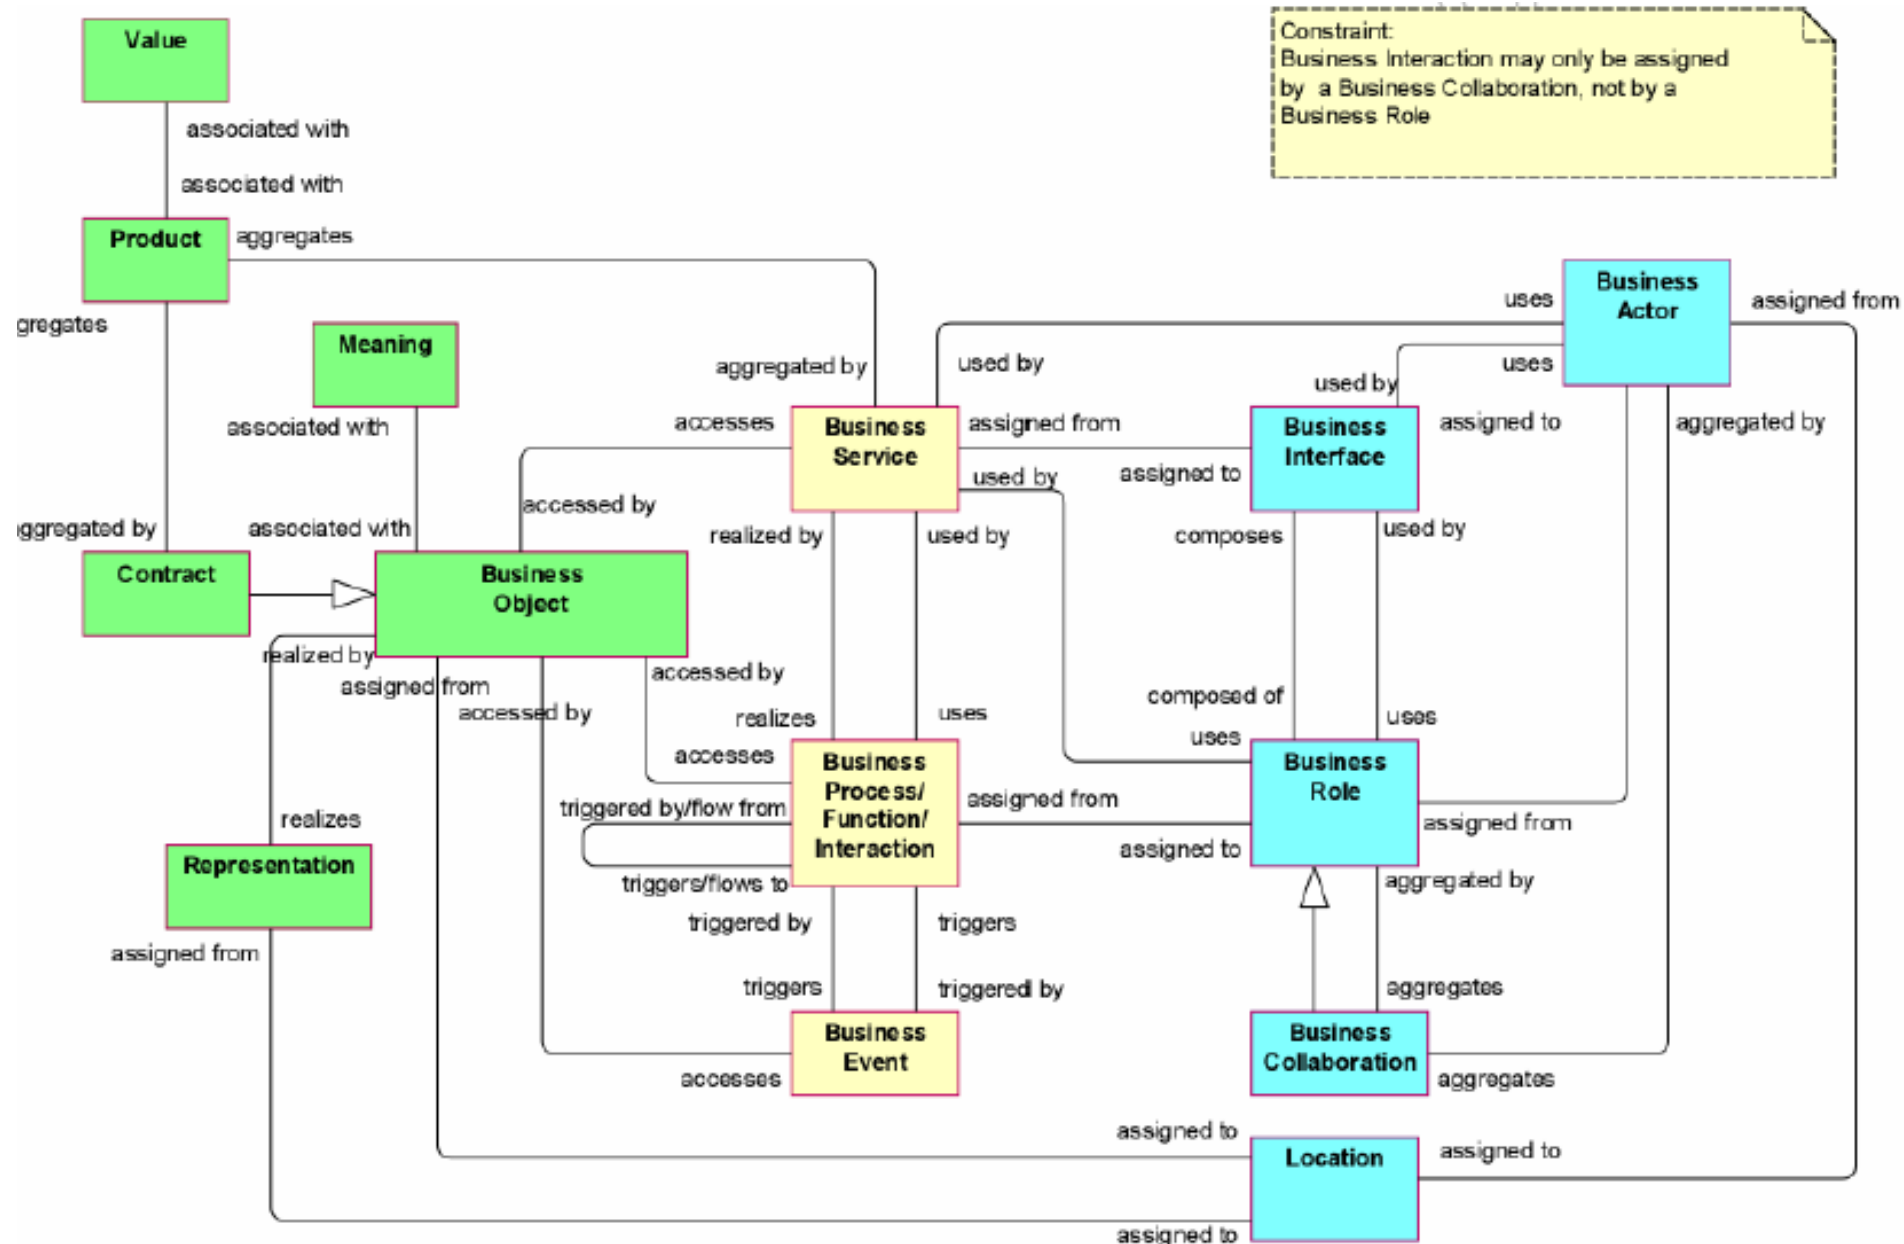 Value
Constraint:
Business Interaction may only be assigned
by a Business Collaboration, not by a
Business Role
associated with
associated with
Product
aggregates
gregates
Meaning
associated with
Business
Actor
uses
assigned from
uses
used by
used by
aggregated by
accesses
Business
Service
assigned from
Business
Interface
assigned to
aggregated by
assigned to
used by
accessed by
ggregated by
associated with
realized by
used by
composes
used by
Contract
Business
Object
realized by
assigned from
accessed by
accessed by
realizes
uses
composed of
uses
uses
accesses
Business
Process/
Function/
Interaction
assigned from
Business
Role
triggered by/flow from
assigned to
assigned from
realizes
Representation
triggers/flows to
aggregated by
triggered by
triggers
assigned from
triggers
triggered by
aggregates
Business
Event
Business
Collaboration
accesses
aggregates
assigned to
Location
assigned to
assigned to